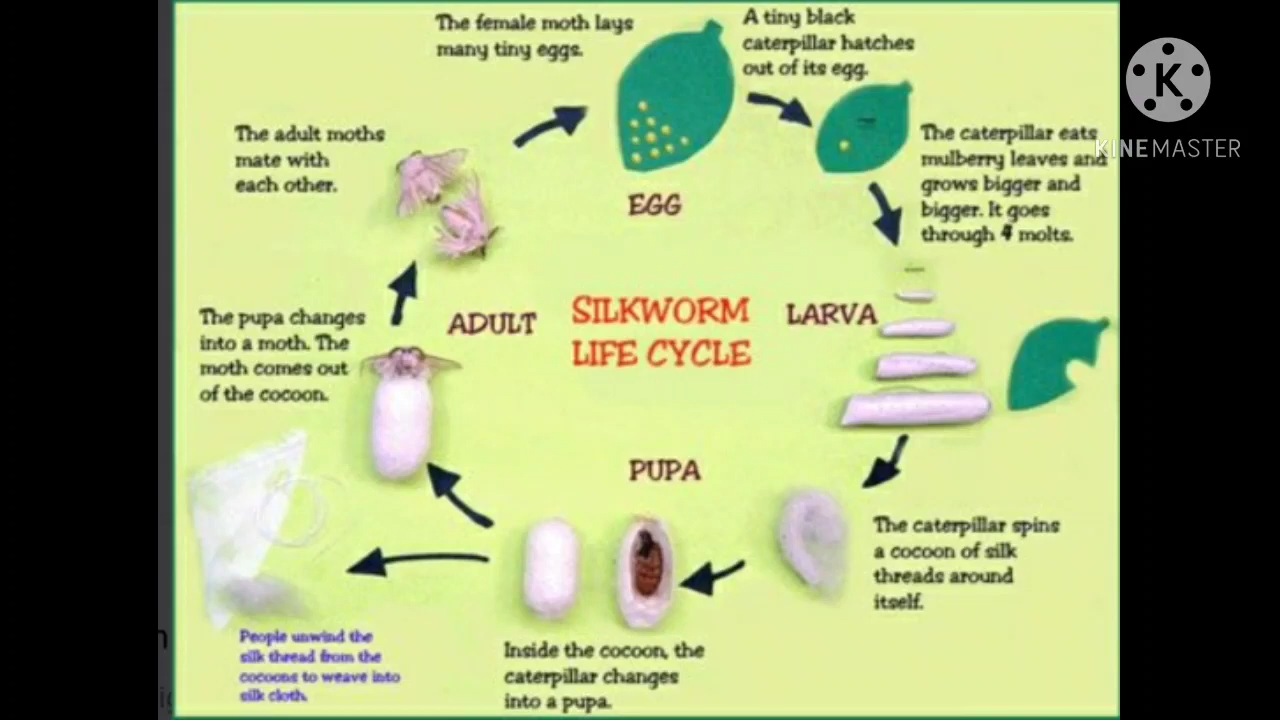 The female moth lays
many tiny eggs.
A tiny black
caterpillar hatches
out of its egg.
K
KINEMASTER
The adult moths
mate with
each other.
The caterpillar eats
mulberry leaves and
grows bigger and
bigger. It goes
through 4 molts.
EGG
The pupa changes
into a moth. The
moth comes out
of the cocoon.
ADULT
SILKWORM
LIFE CYCLE
LARVA
PUPA
The caterpillar spins
a cocoon of silk
threads around
itself.
People unwind the
silk thread from the
cocoons to weave into
silk cloth.
Inside the cocoon, the
caterpillar changes
into a pupa.